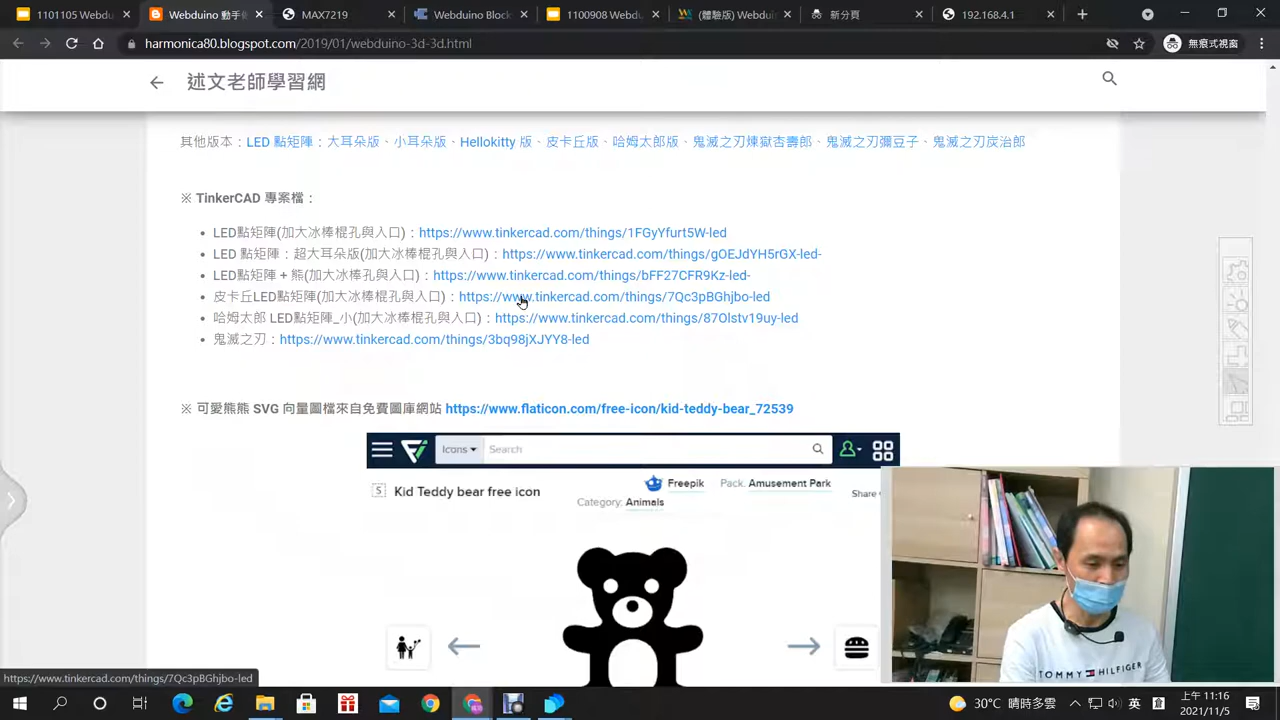 1101105 Webdu
Webduino 動手
MAX7219
Webduino Block
1100908 Webdu
(體驗版) Webdui
新分頁
192.168.4.1
harmonica80.blogspot.com/2019/01/webduino-3d-3d.html
無痕式視窗
述文老師學習網
其他版本：LED 點矩陣：大耳朵版、小耳朵版、Hellokitty 版、皮卡丘版、哈姆太郎版、鬼滅之刃煉獄杏壽郎、鬼滅之刃彌豆子、鬼滅之刃炭治郎
※ TinkerCAD 專案檔：
LED點矩陣(加大冰棒棍孔與入口)：https://www.tinkercad.com/things/1FGyYfurt5W-led
LED 點矩陣：超大耳朵版(加大冰棒棍孔與入口)：https://www.tinkercad.com/things/gOEJdYH5rGX-led-
LED點矩陣 + 熊(加大冰棒孔與入口)：https://www.tinkercad.com/things/bFF27CFR9Kz-led-
皮卡丘LED點矩陣(加大冰棒棍孔與入口)：https://www.tinkercad.com/things/7Qc3pBGhjbo-led
哈姆太郎 LED點矩陣_小(加大冰棒棍孔與入口)：https://www.tinkercad.com/things/87Olstv19uy-led
鬼滅之刃：https://www.tinkercad.com/things/3bq98jXJYY8-led
※ 可愛熊熊 SVG 向量圖檔來自免費圖庫網站 https://www.flaticon.com/free-icon/kid-teddy-bear_72539
Icons Search
S Kid Teddy bear free icon
Freepik Pack: Amusement Park
Category: Animals
Share
TOMMY HILFIGER
https://www.tinkercad.com/things/7Qc3pBGhjbo-led
30°C 晴時多雲
英
上午 11:16
2021/11/5